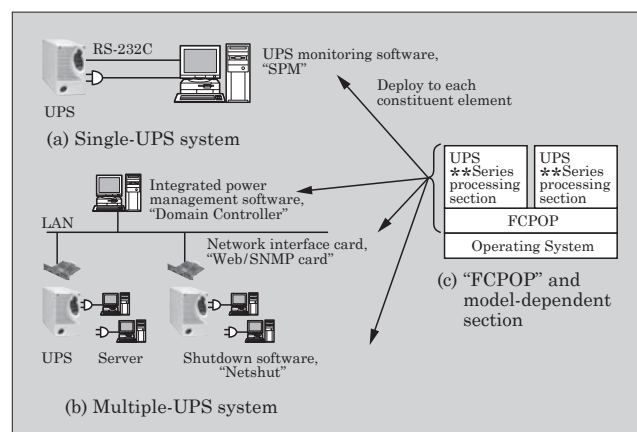 RS-232C
UPS monitoring software,
“SPM”
UPS
(a) Single-UPS system
Deploy to each
constituent element
Integrated power
management software,
“Domain Controller”
LAN
Network interface card,
“Web/SNMP card”
UPS
Server
Shutdown software,
“Netshut”
(b) Multiple-UPS system
UPS
**Series
processing
section
UPS
**Series
processing
section
FCPOP
Operating System
(c) “FCPOP” and
model-dependent
section